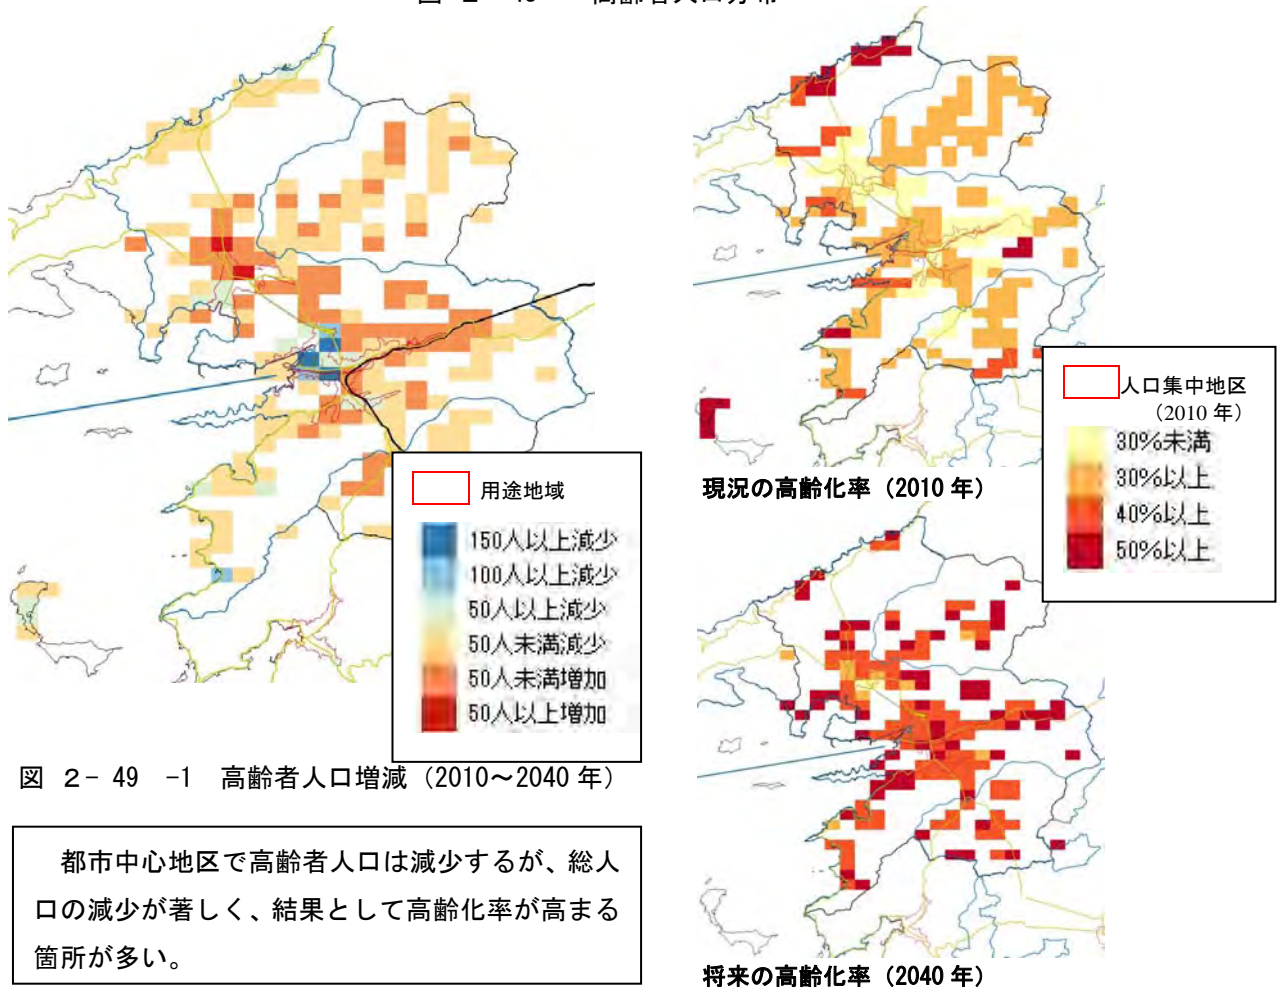 用途地域
150人以上減少
100人以上減少
50人以上減少
50人未満減少
50人未満増加
50人以上増加
図 2-49 -1 高齢者人口増減（2010～2040年）
都市中心地区で高齢者人口は減少するが、総人
口の減少が著しく、結果として高齢化率が高まる
箇所が多い。
人口集中地区
（2010年）
30%未満
30%以上
40%以上
50%以上
現況の高齢化率（2010年）
将来の高齢化率（2040年）